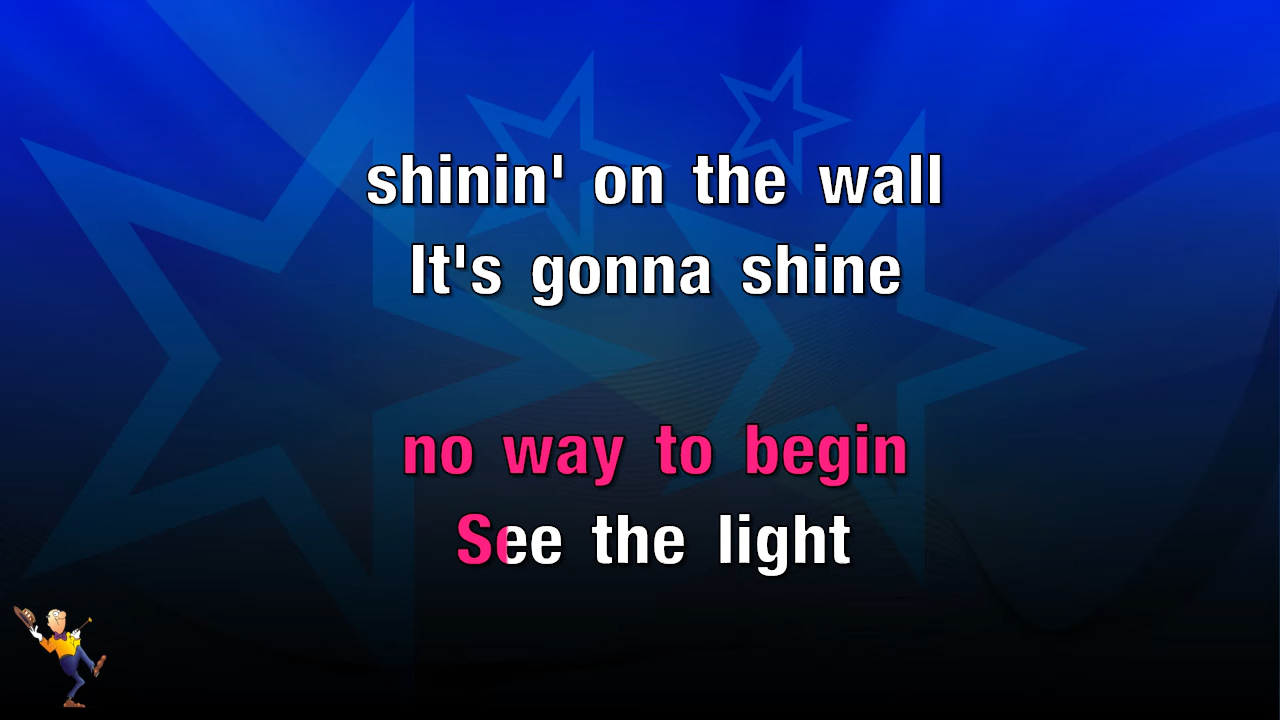 shinin' on the wall
It's gonna shine
no way to begin
See the light